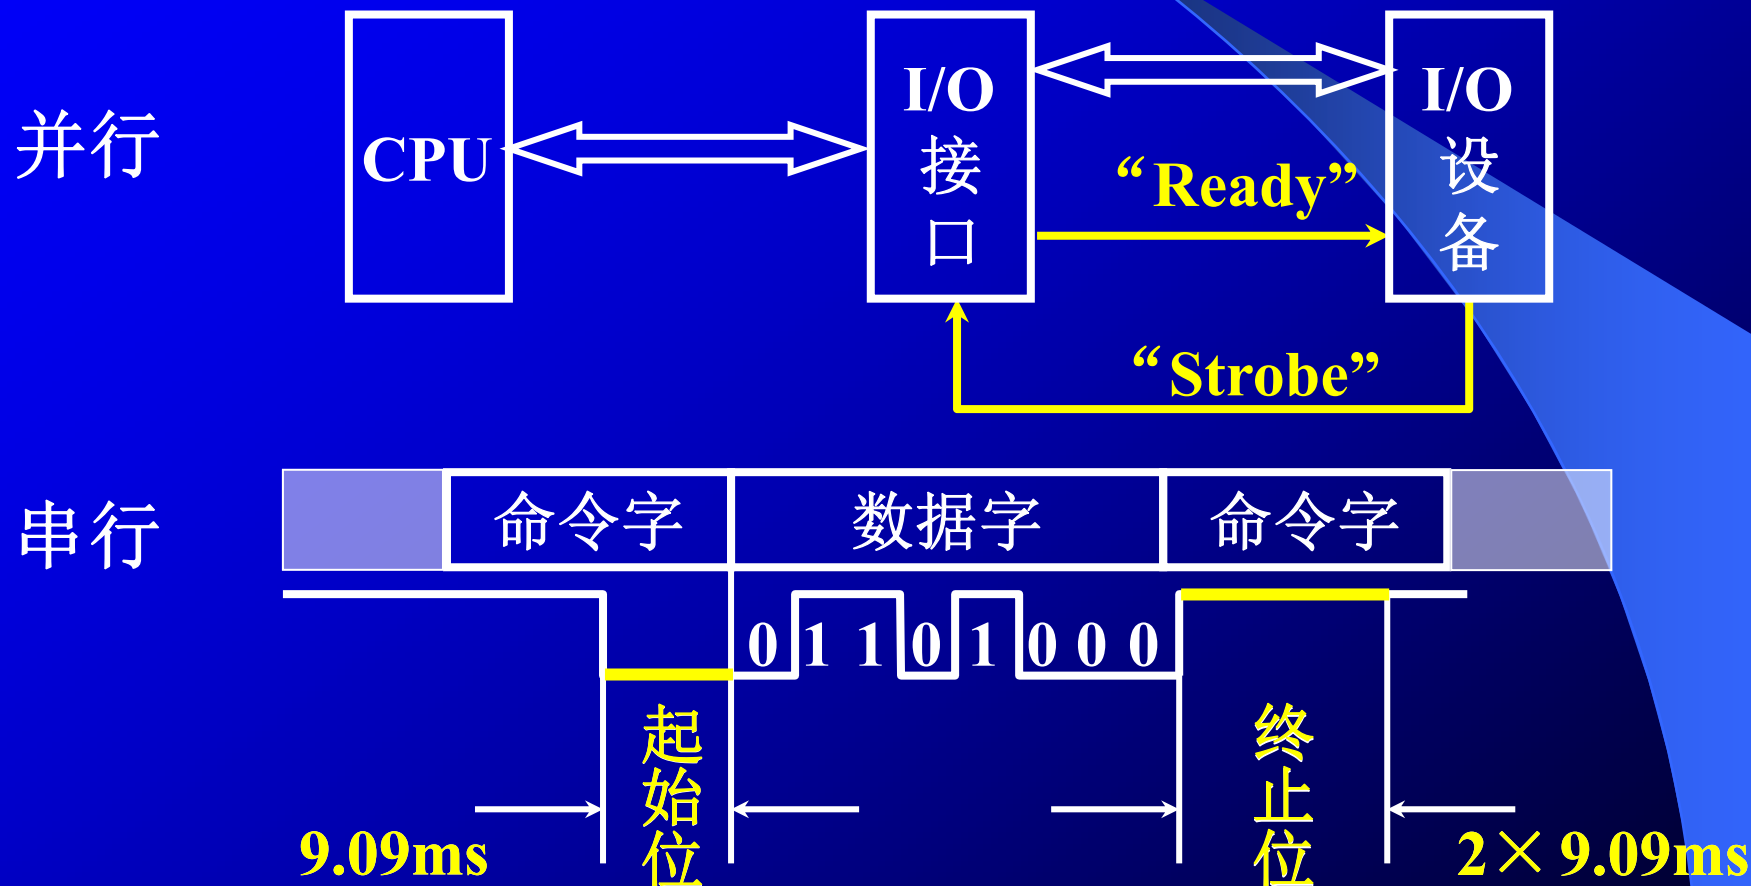 并行
CPU
I/O
接
口
I/O
设
备
“Ready”
“Strobe”
串行
命令字 数据字 命令字
0 1 1 0 1 0 0 0
起
始
位
终
止
位
9.09ms
2×9.09ms